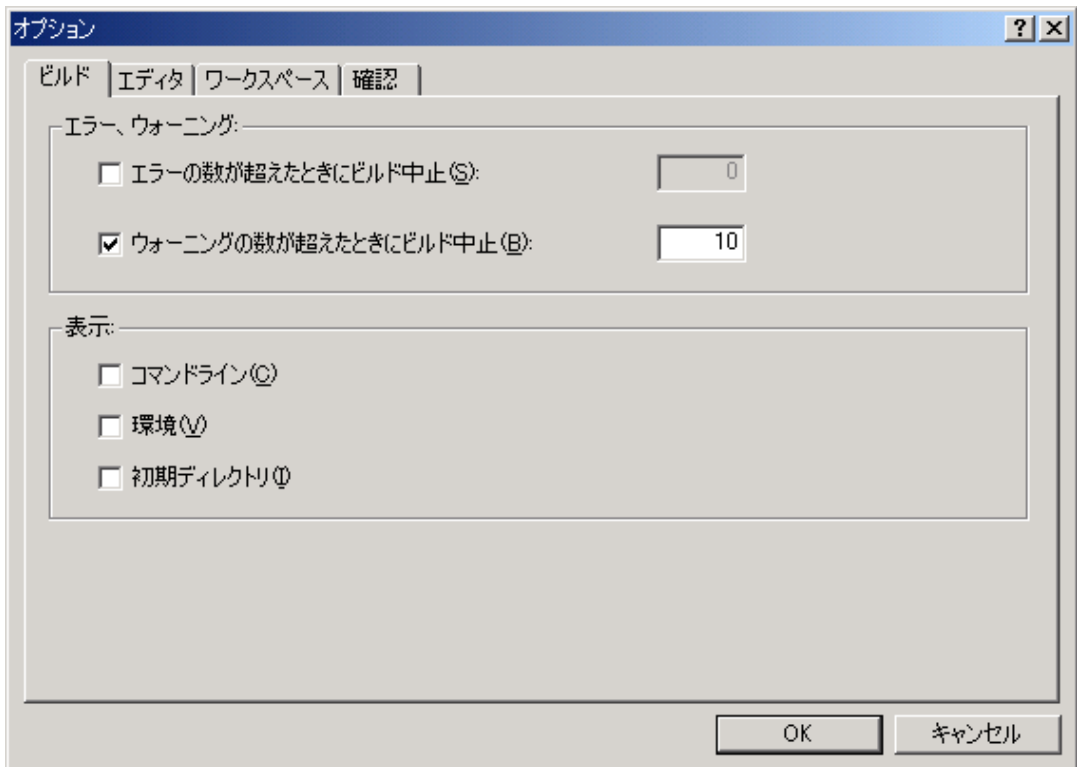 オプション
ビルド エディタ ワークスペース 確認
エラー、ウォーニング:
エラーの数が超えたときにビルド中止(S): 0
ウォーニングの数が超えたときにビルド中止(B): 10
表示:
コマンドライン(C)
環境(V)
初期ディレクトリ(I)
OK キャンセル